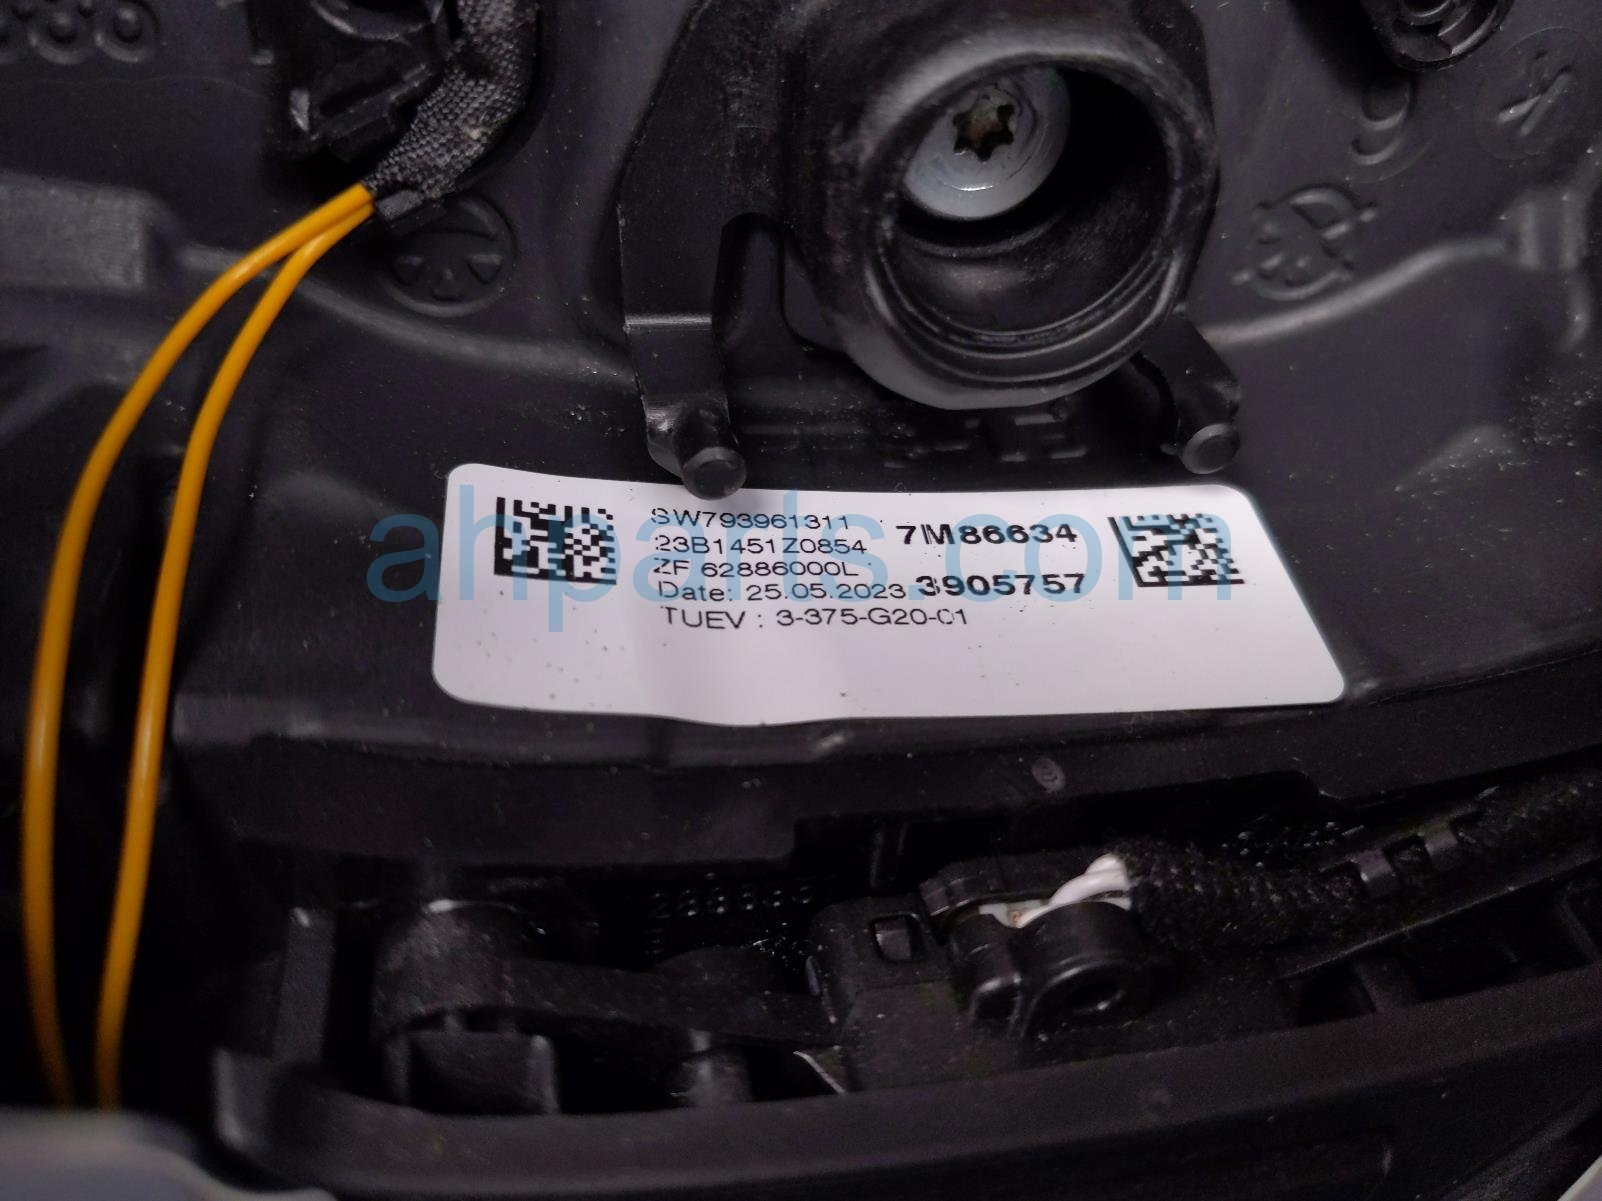 SW793961311
23B1451Z0854
ZF 62886000L
Date: 25.05.2023
TUEV : 3-375-G20-01
7M86634
3905757
ahparts.com